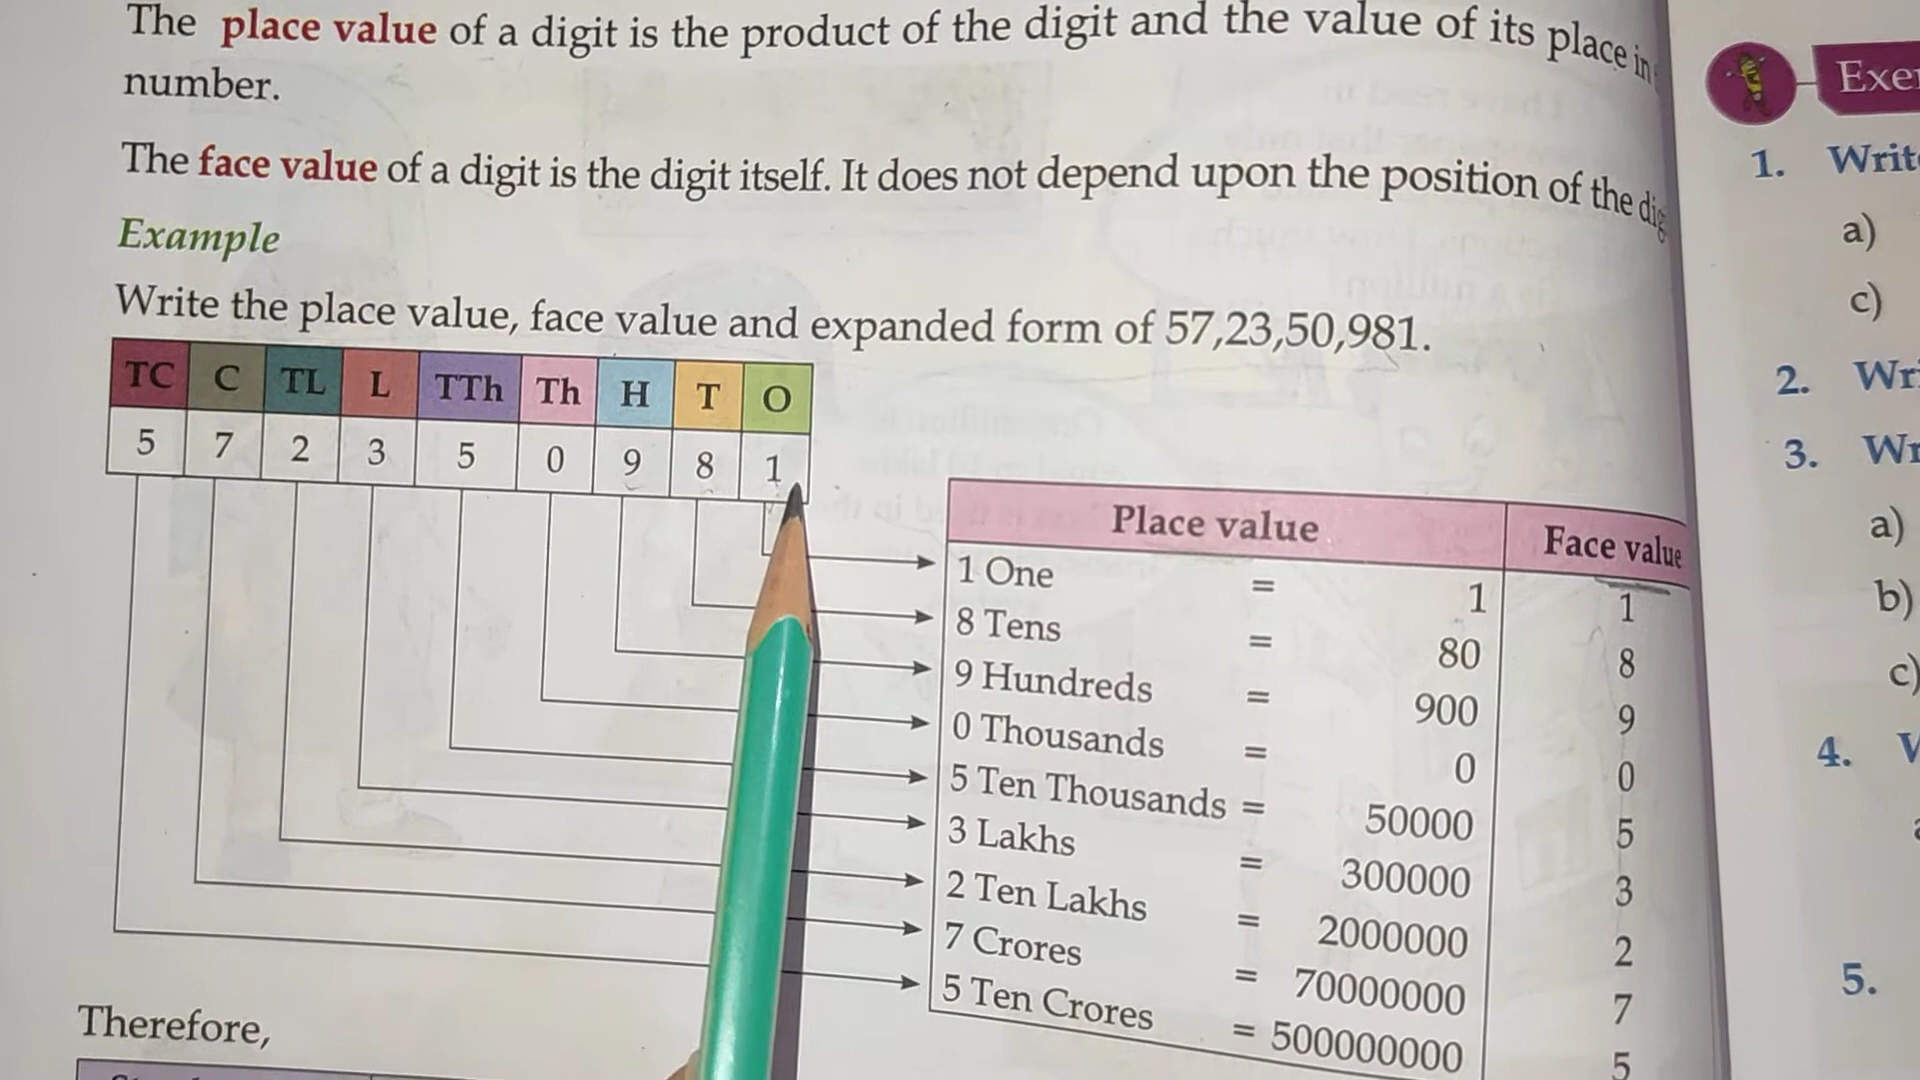 The place value of a digit is the product of the digit and the value of its place in
number.
The face value of a digit is the digit itself. It does not depend upon the position of the
Example
Write the place value, face value and expanded form of 57,23,50,981.
TC C TL L TTh Th H T O
5 7 2 3 5 0 9 8 1
Place value Face value
1 One = 1 1
8 Tens = 80 8
9 Hundreds = 900 9
0 Thousands = 0 0
5 Ten Thousands = 50000 5
3 Lakhs = 300000 3
2 Ten Lakhs = 2000000 2
7 Crores = 70000000 7
5 Ten Crores = 500000000 5
Therefore,
1.
a)
c)
2.
3.
a)
b)
c)
4.
5.